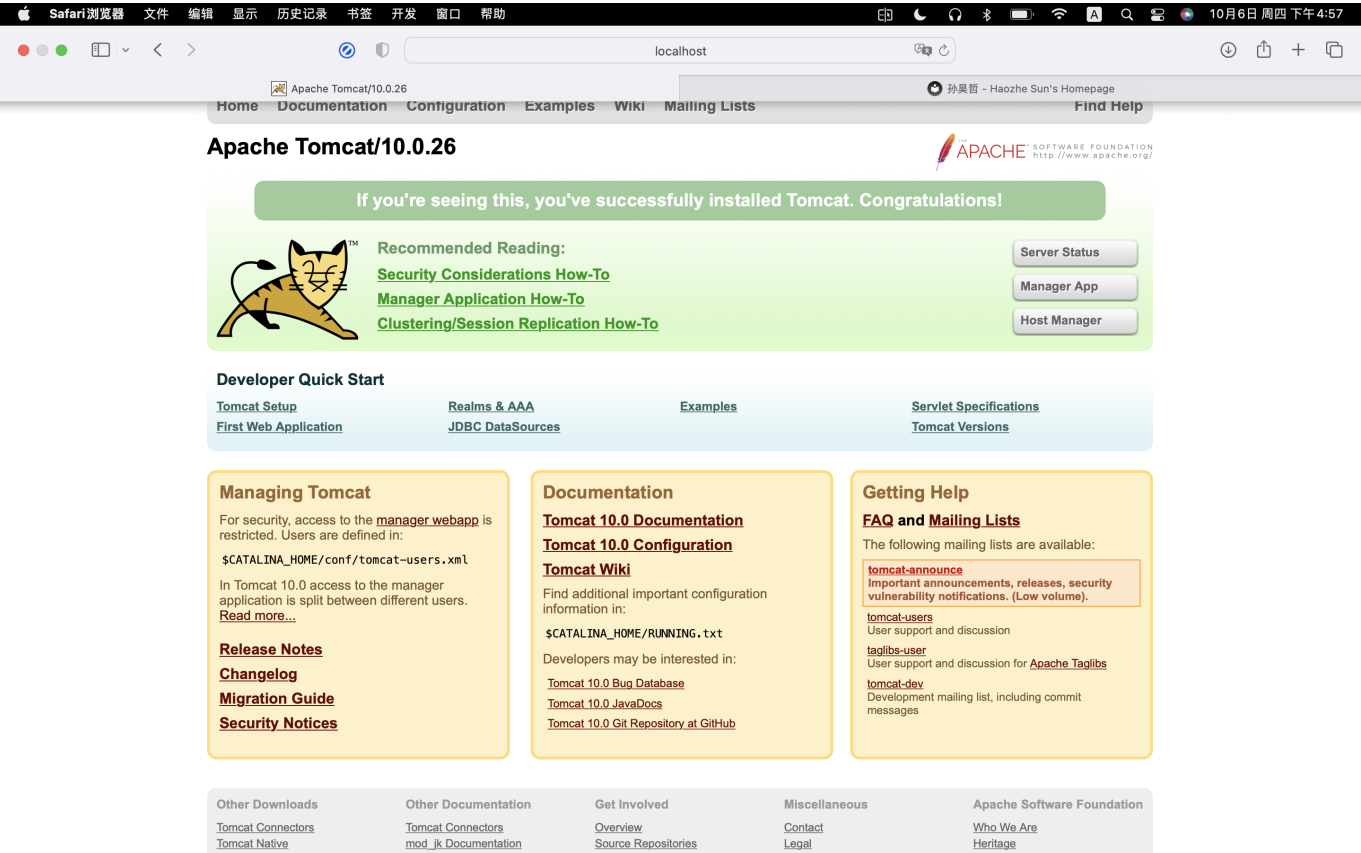 Safari浏览器 文件 编辑 显示 历史记录 书签 开发 窗口 帮助 A 10月6日 周四 下午4:57
localhost
Apache Tomcat/10.0.26 孙昊哲 - Haozhe Sun's Homepage
Home Documentation Configuration Examples Wiki Mailing Lists Find Help
Apache Tomcat/10.0.26
THE APACHE® SOFTWARE FOUNDATION
http://www.apache.org/
If you're seeing this, you've successfully installed Tomcat. Congratulations!
TM
Recommended Reading:
Security Considerations How-To
Manager Application How-To
Clustering/Session Replication How-To
Server Status
Manager App
Host Manager
Developer Quick Start
Tomcat Setup
First Web Application
Realms & AAA
JDBC DataSources
Examples
Servlet Specifications
Tomcat Versions
Managing Tomcat
For security, access to the manager webapp is
restricted. Users are defined in:
$CATALINA_HOME/conf/tomcat-users.xml
In Tomcat 10.0 access to the manager
application is split between different users.
Read more...
Release Notes
Changelog
Migration Guide
Security Notices
Documentation
Tomcat 10.0 Documentation
Tomcat 10.0 Configuration
Tomcat Wiki
Find additional important configuration
information in:
$CATALINA_HOME/RUNNING.txt
Developers may be interested in:
Tomcat 10.0 Bug Database
Tomcat 10.0 JavaDocs
Tomcat 10.0 Git Repository at GitHub
Getting Help
FAQ and Mailing Lists
The following mailing lists are available:
tomcat-announce
Important announcements, releases, security
vulnerability notifications. (Low volume).
tomcat-users
User support and discussion
taglibs-user
User support and discussion for Apache Taglibs
tomcat-dev
Development mailing list, including commit
messages
Other Downloads
Tomcat Connectors
Tomcat Native
Other Documentation
Tomcat Connectors
mod_jk Documentation
Get Involved
Overview
Source Repositories
Miscellaneous
Contact
Legal
Apache Software Foundation
Who We Are
Heritage